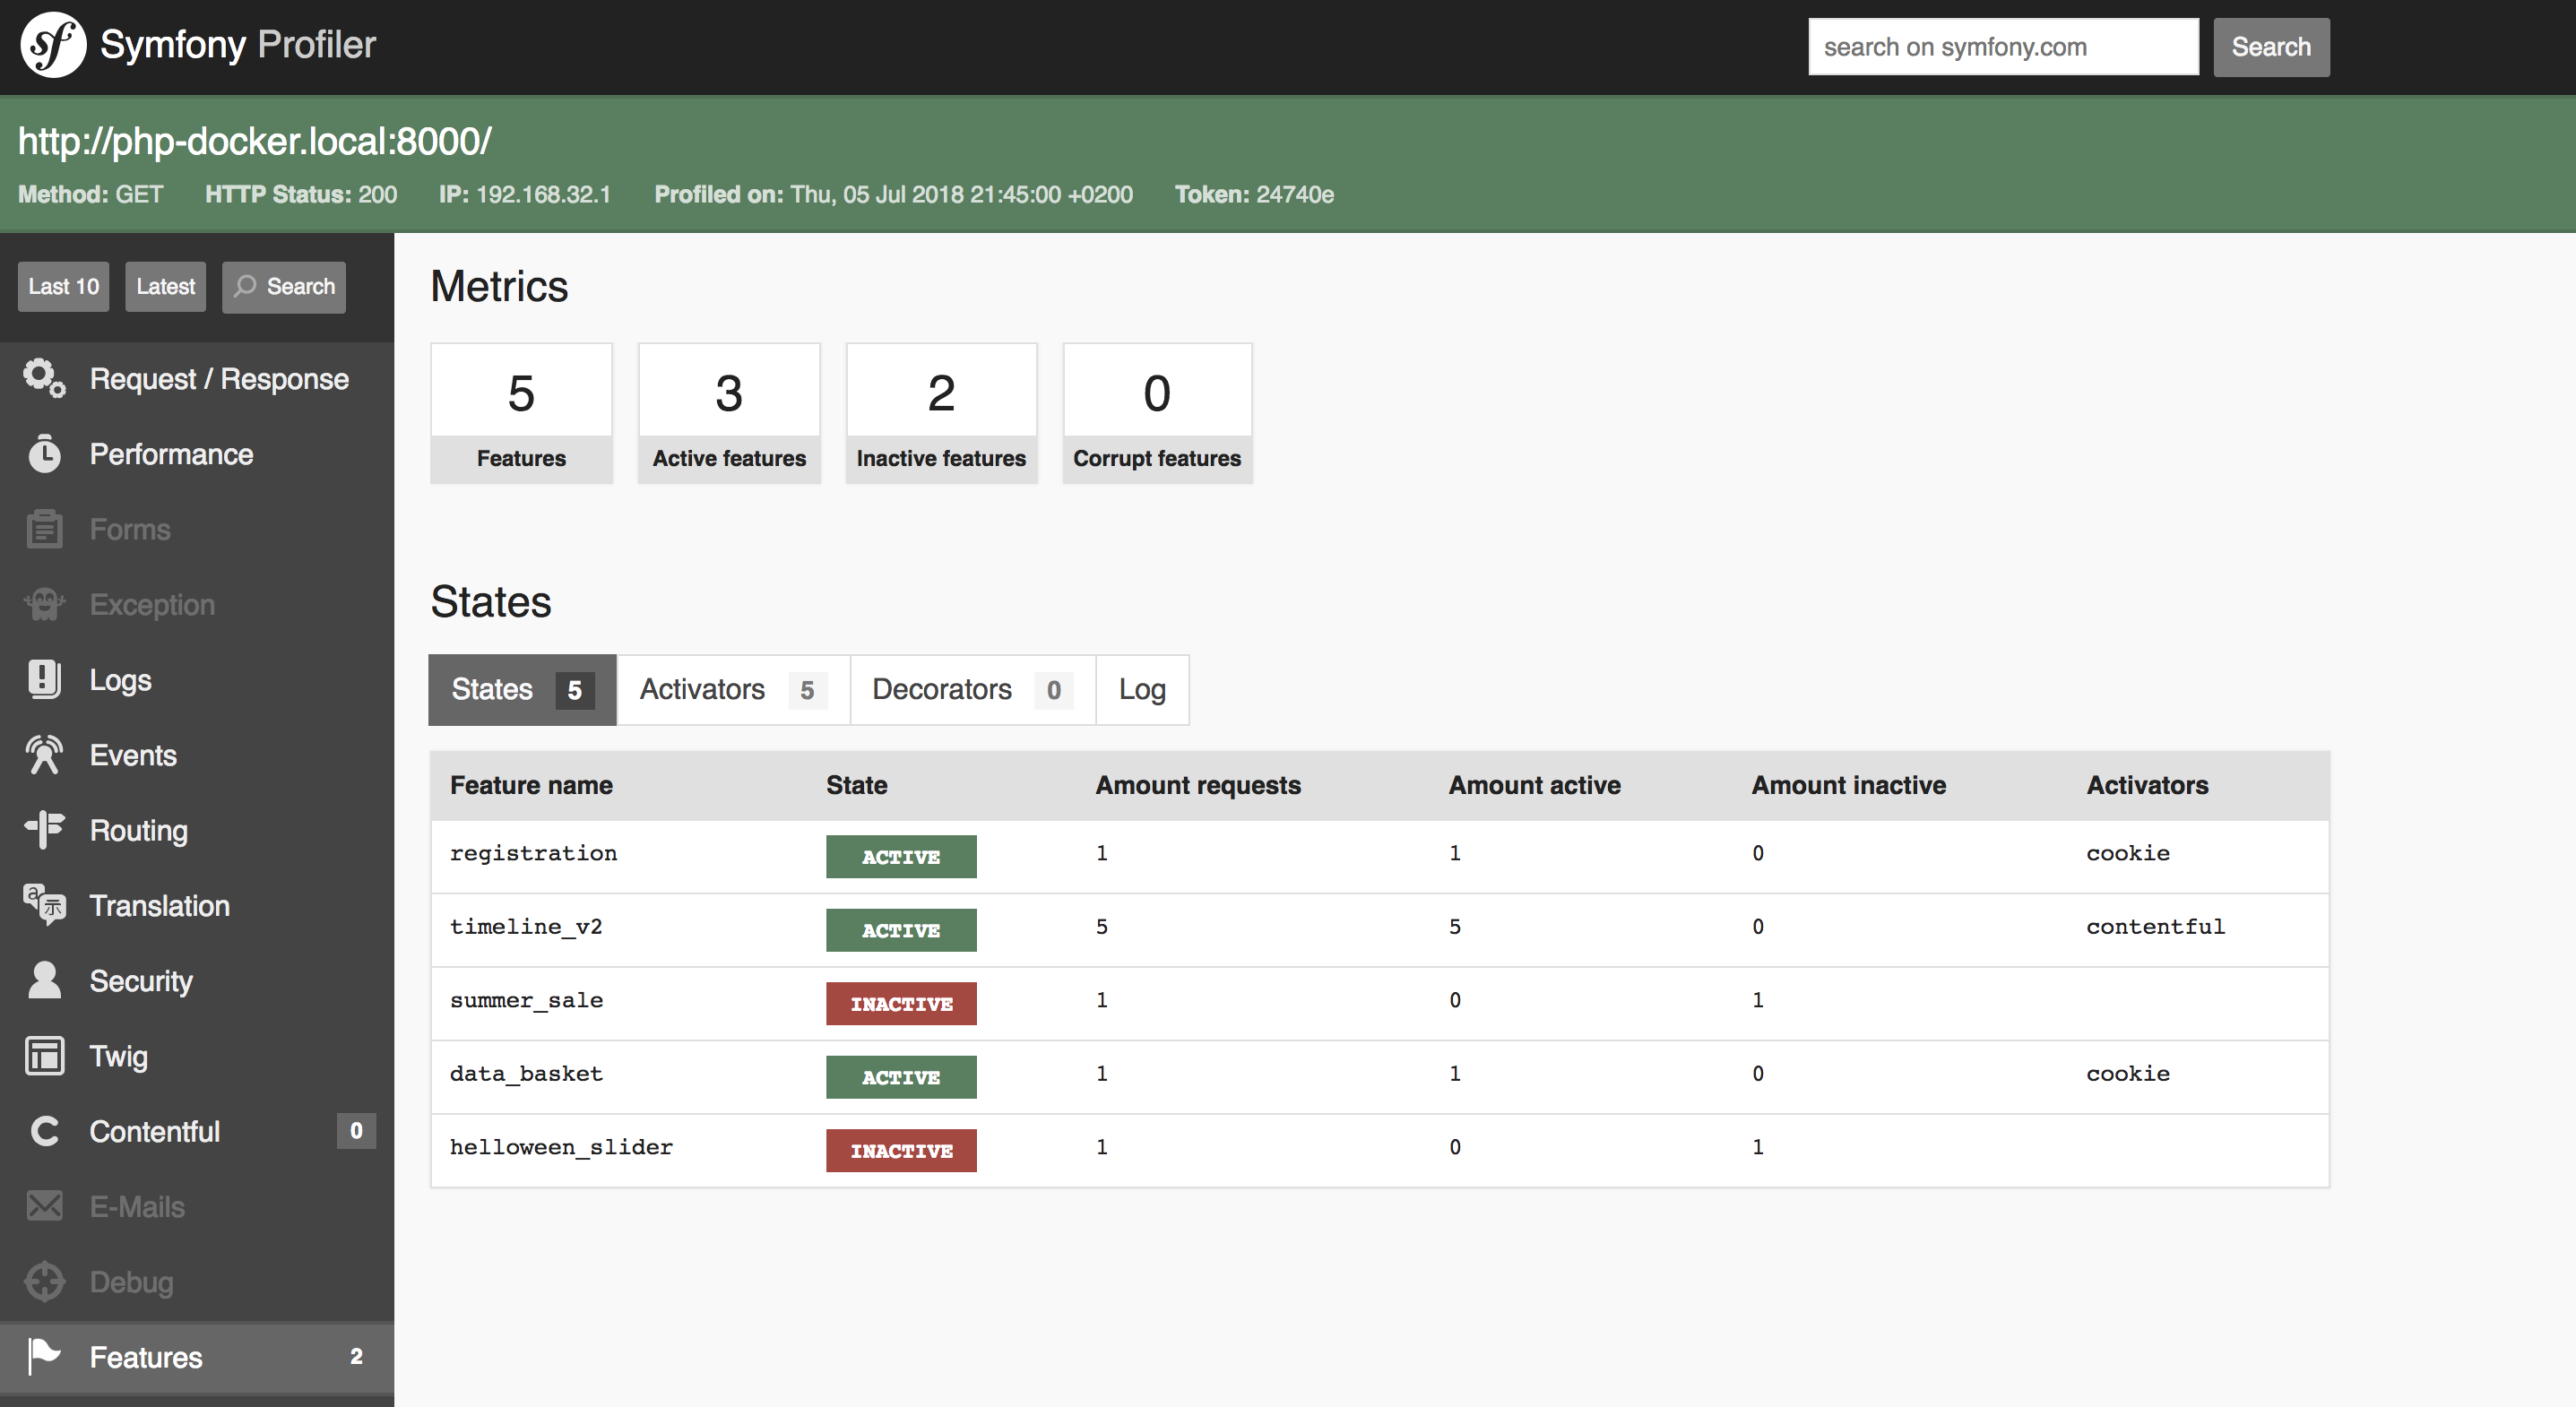 sf Symfony Profiler
search on symfony.com Search
http://php-docker.local:8000/
Method: GET HTTP Status: 200 IP: 192.168.32.1 Profiled on: Thu, 05 Jul 2018 21:45:00 +0200 Token: 24740e
Last 10 Latest Search
Request / Response
Performance
Forms
Exception
Logs
Events
Routing
Translation
Security
Twig
Contentful 0
E-Mails
Debug
Features 2
Metrics
5 3 2 0
Features Active features Inactive features Corrupt features
States
States 5 Activators 5 Decorators 0 Log
Feature name State Amount requests Amount active Amount inactive Activators
registration ACTIVE 1 1 0 cookie
timeline_v2 ACTIVE 5 5 0 contentful
summer_sale INACTIVE 1 0 1
data_basket ACTIVE 1 1 0 cookie
helloween_slider INACTIVE 1 0 1